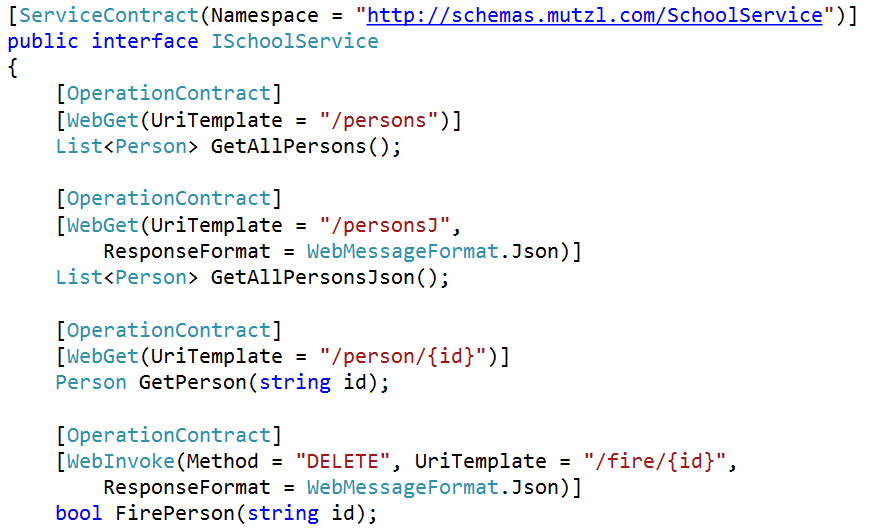 [ServiceContract(Namespace = "http://schemas.mutzl.com/SchoolService")]
public interface ISchoolService
{
    [OperationContract]
    [WebGet(UriTemplate = "/persons")]
    List<Person> GetAllPersons();

    [OperationContract]
    [WebGet(UriTemplate = "/personsJ",
        ResponseFormat = WebMessageFormat.Json)]
    List<Person> GetAllPersonsJson();

    [OperationContract]
    [WebGet(UriTemplate = "/person/{id}")]
    Person GetPerson(string id);

    [OperationContract]
    [WebInvoke(Method = "DELETE", UriTemplate = "/fire/{id}",
        ResponseFormat = WebMessageFormat.Json)]
    bool FirePerson(string id);